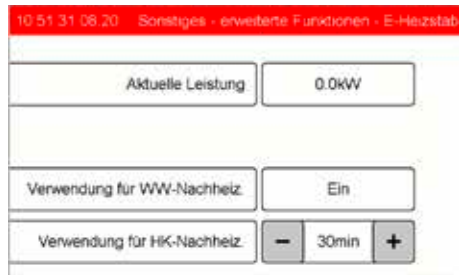 10:51 31.08.20 Sonstiges - erweiterte Funktionen - E-Heizstab
Aktuelle Leistung 0.0kW
Verwendung für WW-Nachheiz. Ein
Verwendung für HK-Nachheiz. − 30min +